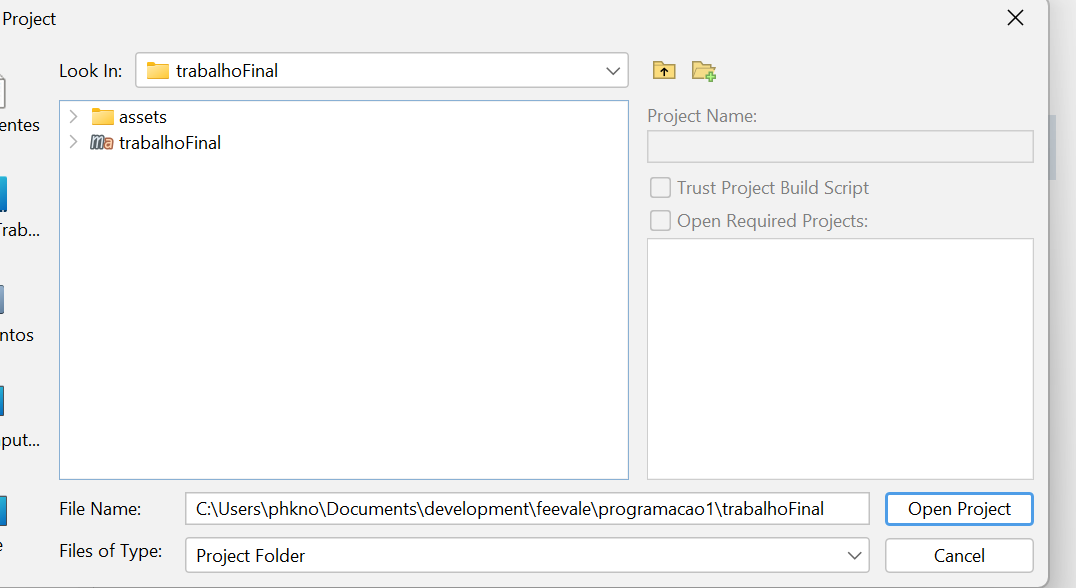 Project
Look In:
trabalhoFinal
assets
ma trabalhoFinal
entes
Trab...
ntos
put...
e
Project Name:
Trust Project Build Script
Open Required Projects:
File Name:
C:\Users\phkno\Documents\development\feevale\programacao1\trabalhoFinal
Open Project
Files of Type:
Project Folder
Cancel